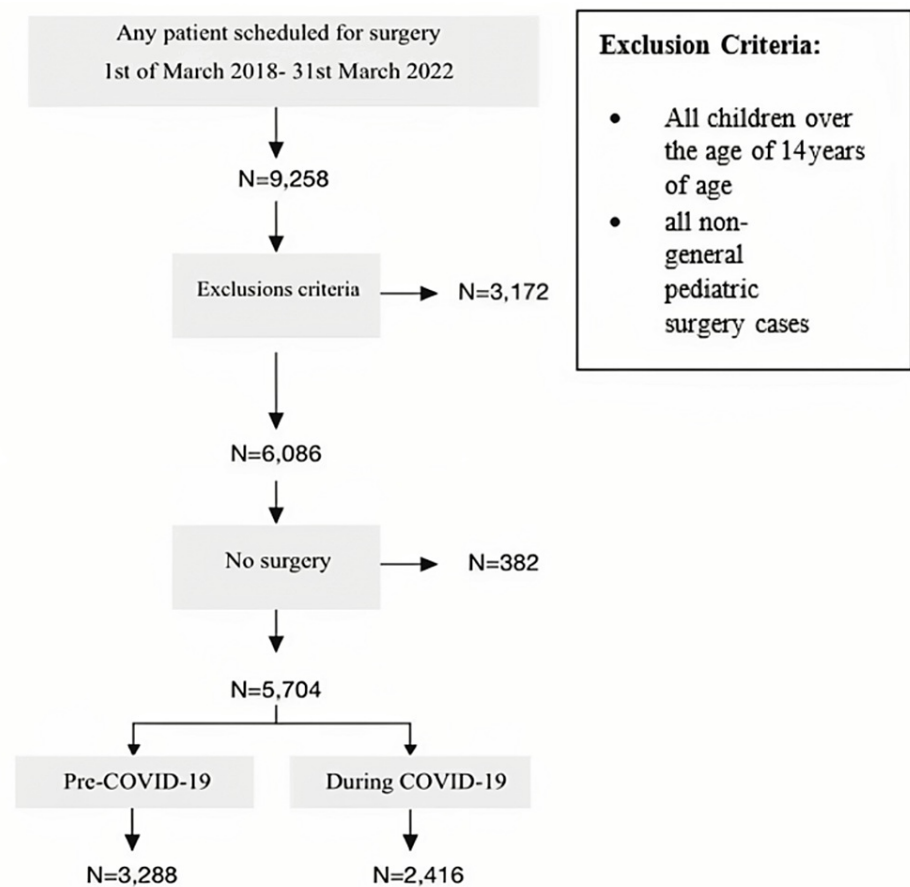 Any patient scheduled for surgery
1st of March 2018- 31st March 2022
N=9,258
Exclusions criteria
N=3,172
N=6,086
No surgery
N=382
N=5,704
Pre-COVID-19
During COVID-19
N=3,288
N=2,416
Exclusion Criteria:
• All children over
the age of 14years
of age
• all non-
general
pediatric
surgery cases